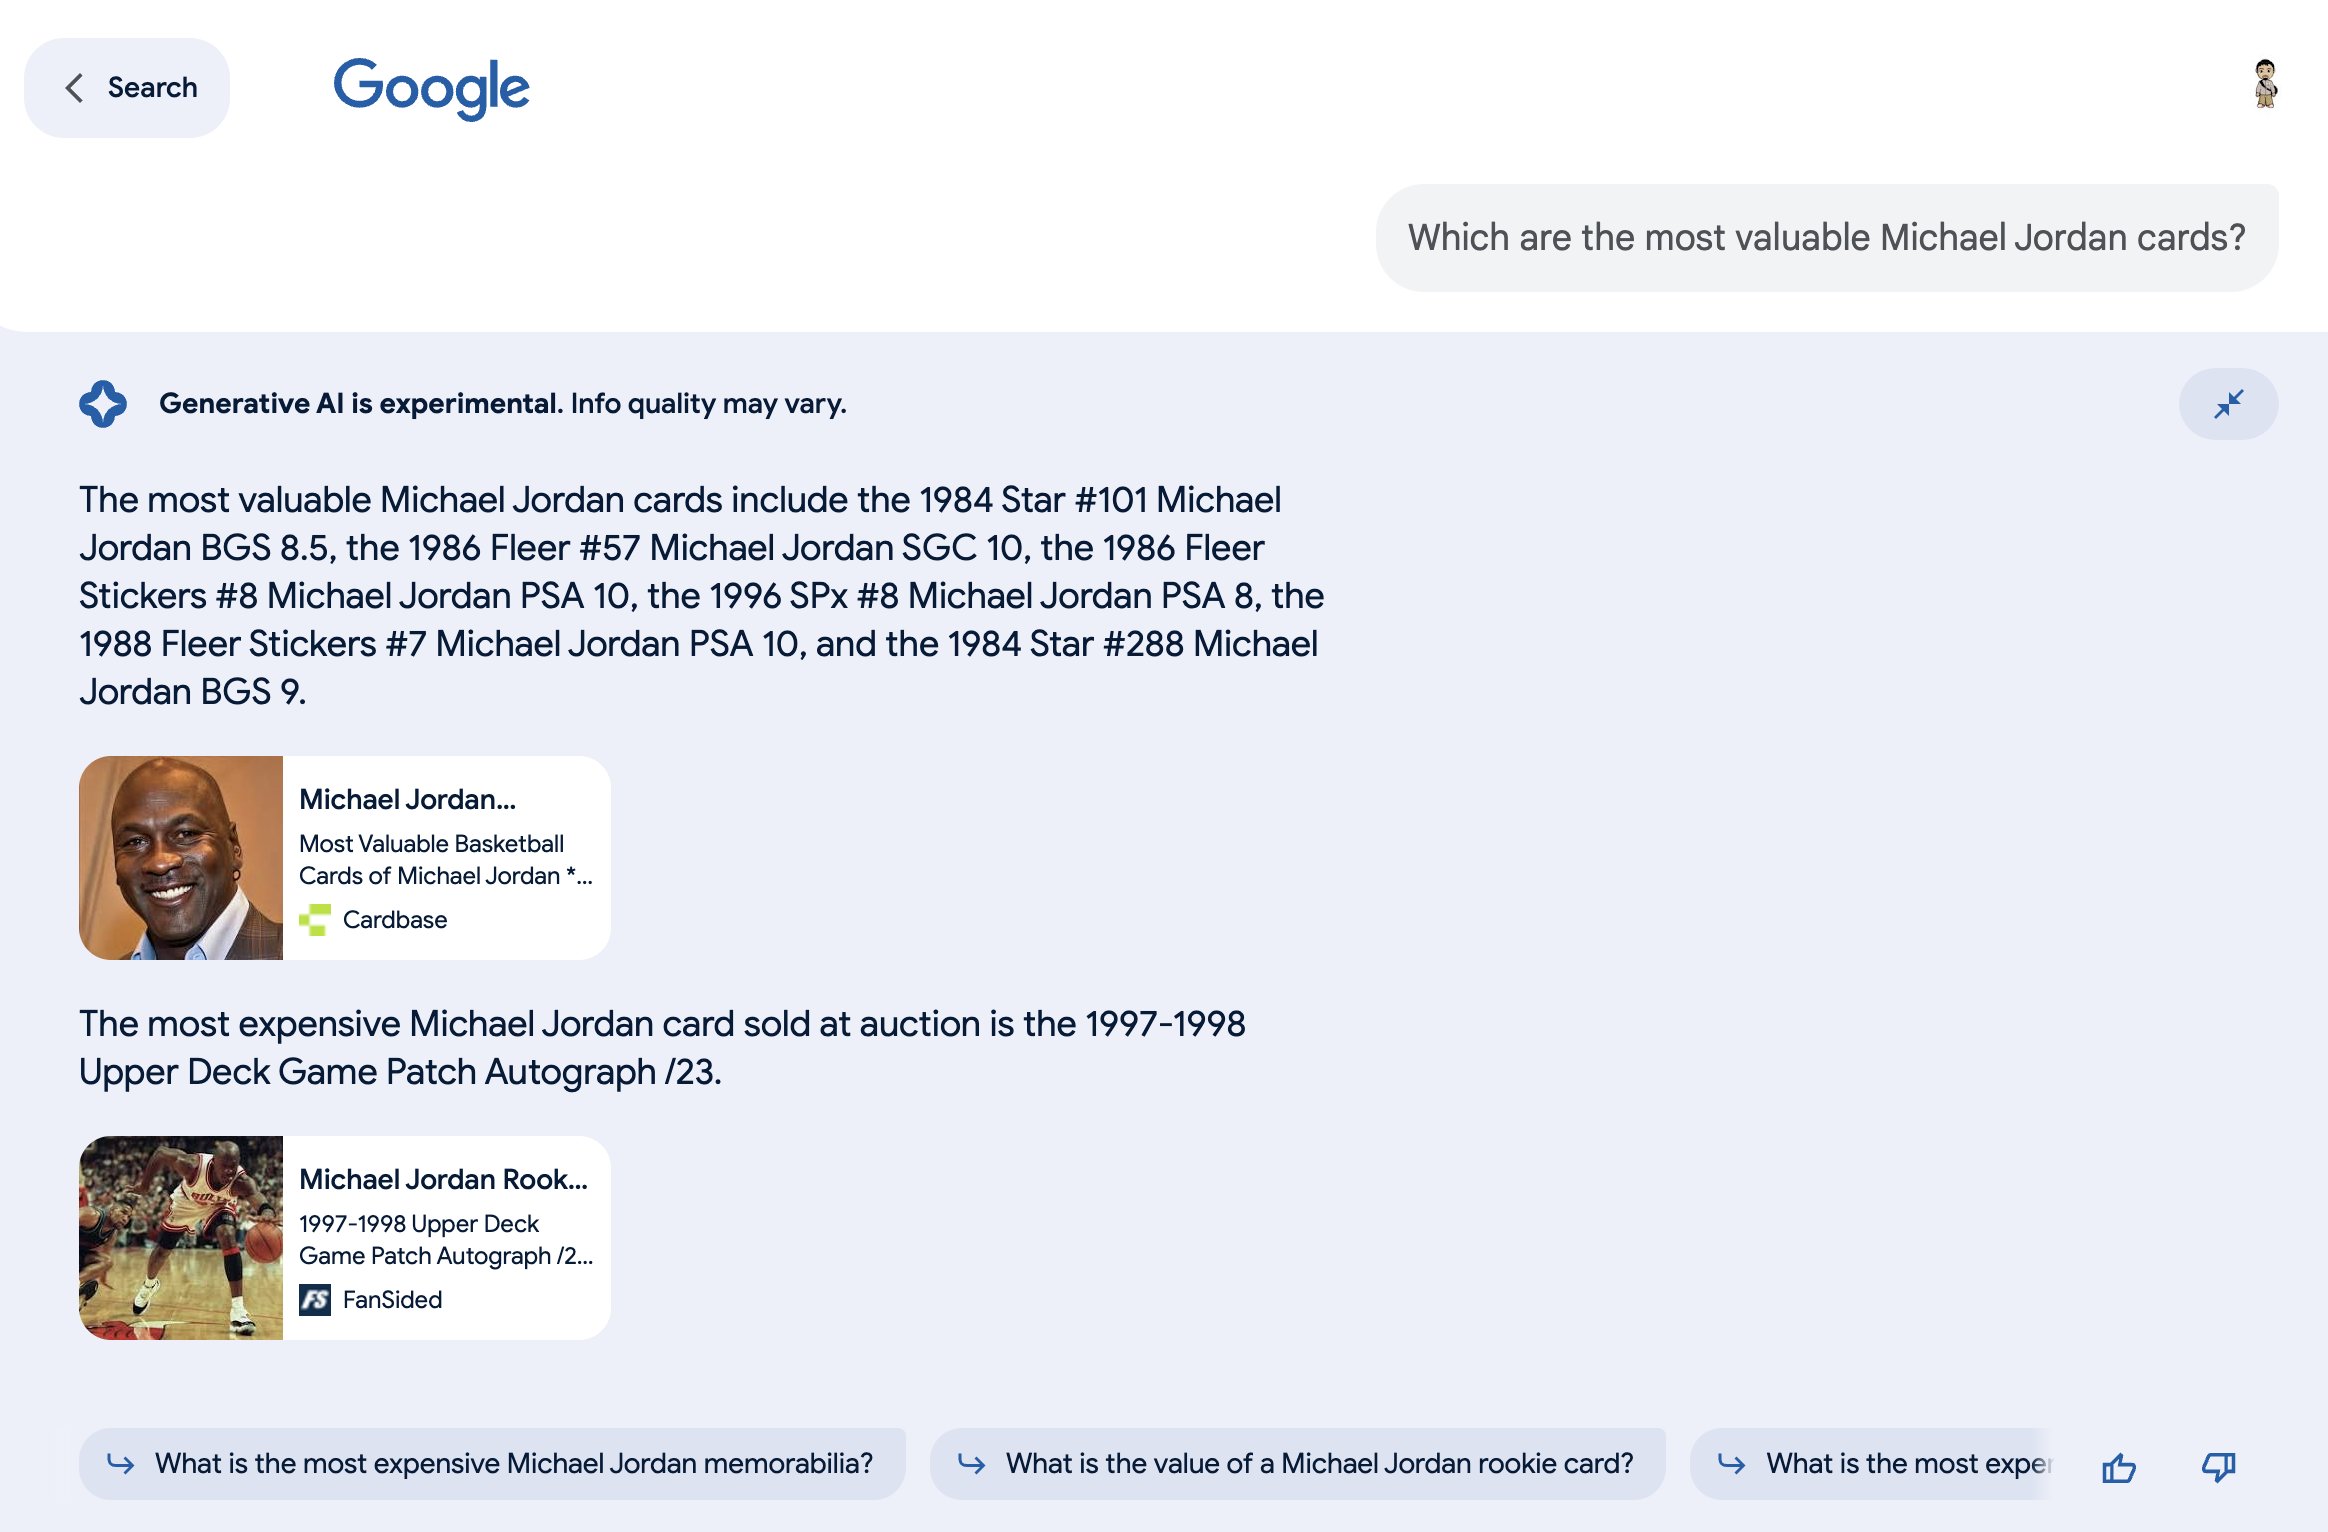 Search
Google
Which are the most valuable Michael Jordan cards?
Generative AI is experimental. Info quality may vary.
The most valuable Michael Jordan cards include the 1984 Star #101 Michael
Jordan BGS 8.5, the 1986 Fleer #57 Michael Jordan SGC 10, the 1986 Fleer
Stickers #8 Michael Jordan PSA 10, the 1996 SPx #8 Michael Jordan PSA 8, the
1988 Fleer Stickers #7 Michael Jordan PSA 10, and the 1984 Star #288 Michael
Jordan BGS 9.
Michael Jordan...
Most Valuable Basketball
Cards of Michael Jordan *...
Cardbase
The most expensive Michael Jordan card sold at auction is the 1997-1998
Upper Deck Game Patch Autograph /23.
BULLS
Michael Jordan Rook...
1997-1998 Upper Deck
Game Patch Autograph /2...
FS FanSided
What is the most expensive Michael Jordan memorabilia?
What is the value of a Michael Jordan rookie card?
What is the most exper